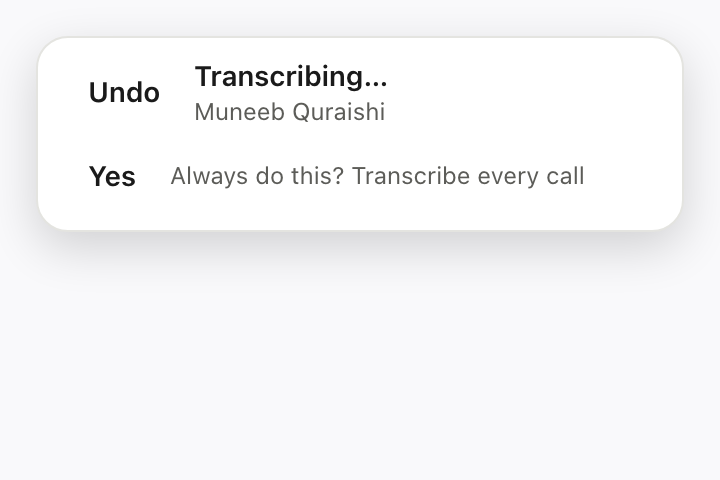 Undo
Transcribing...
Muneeb Quraishi
Yes
Always do this? Transcribe every call